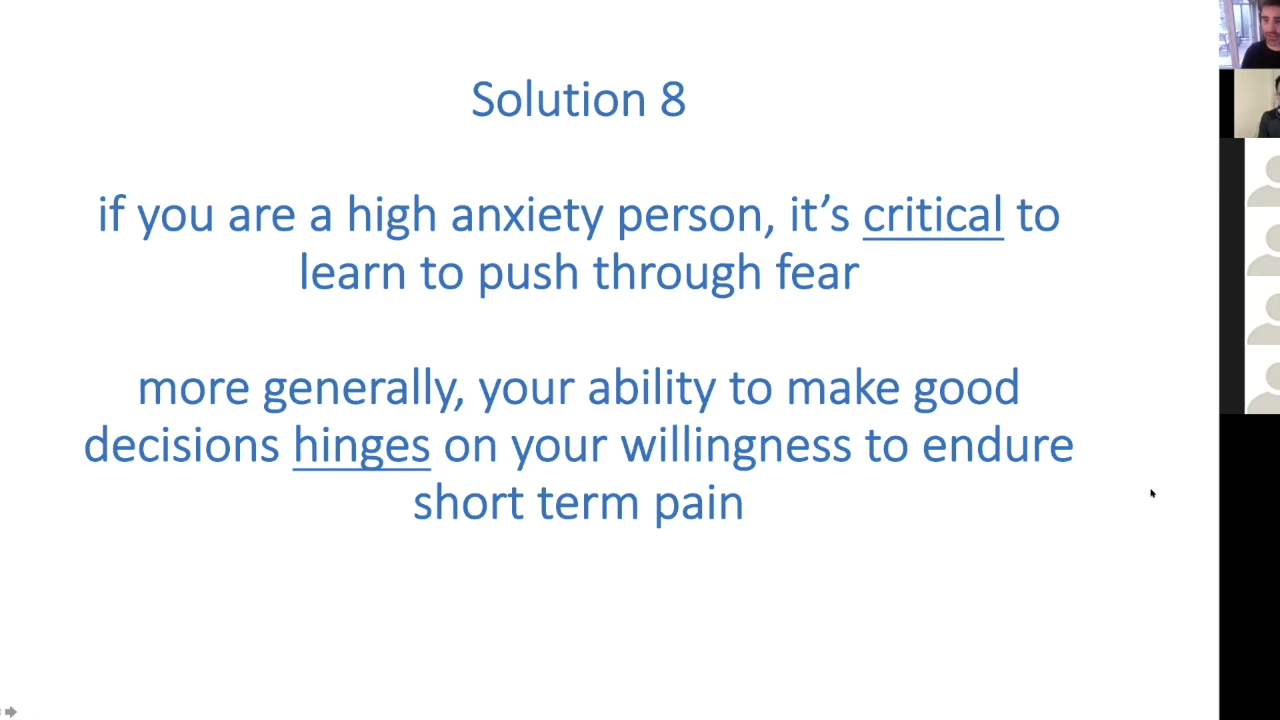 Solution 8
if you are a high anxiety person, it’s critical to
learn to push through fear
more generally, your ability to make good
decisions hinges on your willingness to endure
short term pain